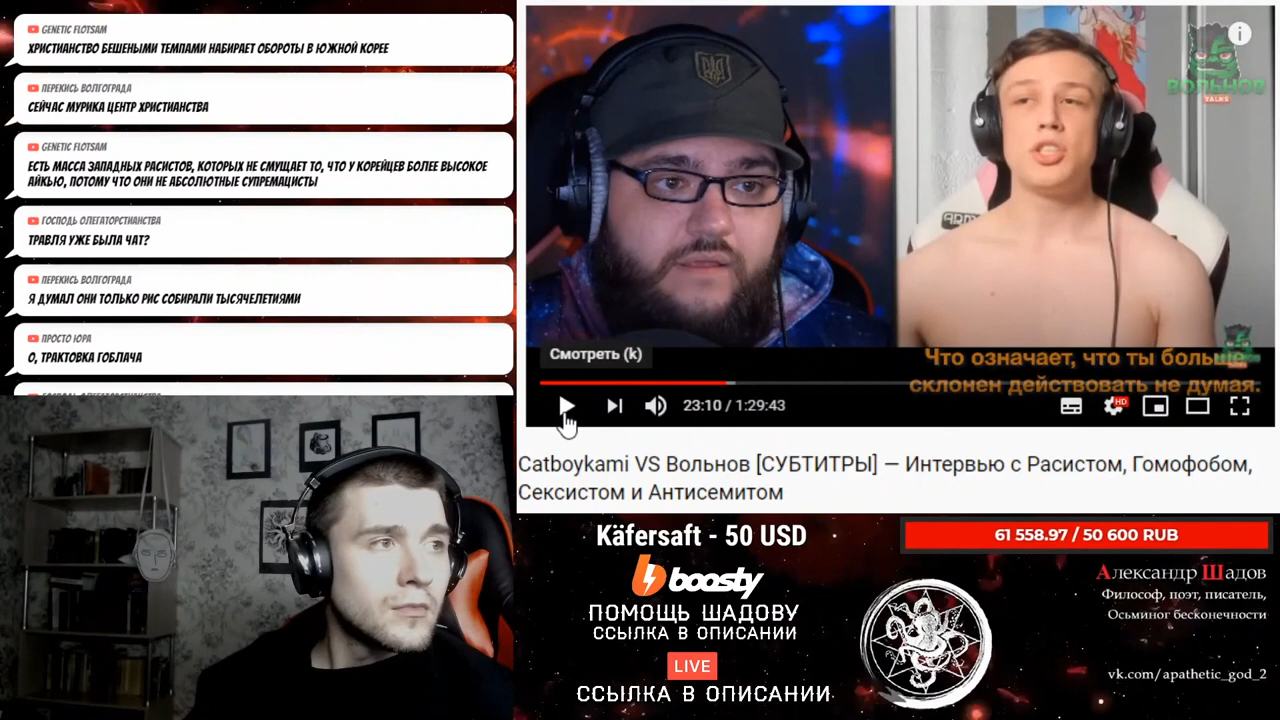 GENETIC FLOTSAM
ХРИСТИАНСТВО БЕШЕНЫМИ ТЕМПАМИ НАБИРАЕТ ОБОРОТЫ В ЮЖНОЙ КОРЕЕ
ПЕРЕКИСЬ ВОЛГОГРАДА
СЕЙЧАС МУРИКА ЦЕНТР ХРИСТИАНСТВА
GENETIC FLOTSAM
ЕСТЬ МАССА ЗАПАДНЫХ РАСИСТОВ, КОТОРЫХ НЕ СМУЩАЕТ ТО, ЧТО У КОРЕЙЦЕВ БОЛЕЕ ВЫСОКОЕ
АЙКЬЮ, ПОТОМУ ЧТО ОНИ НЕ АБСОЛЮТНЫЕ СУПРЕМАЦИСТЫ
ГОСПОДЬ ОЛЕГАТОРСТИАНСТВА
ТРАВЛЯ УЖЕ БЫЛА ЧАТ?
ПЕРЕКИСЬ ВОЛГОГРАДА
Я ДУМАЛ ОНИ ТОЛЬКО РИС СОБИРАЛИ ТЫСЯЧЕЛЕТИЯМИ
ПРОСТО ЮРА
О, ТРАКТОВКА ГОБЛАЧА
ВОЛЬНОВ
TALKS
Смотреть (k)
Что означает, что ты больше
склонен действовать не думая.
23:10 / 1:29:43
HD
Catboykami VS Вольнов [СУБТИТРЫ] — Интервью с Расистом, Гомофобом,
Сексистом и Антисемитом
Käfersaft - 50 USD
boosty
ПОМОЩЬ ШАДОВУ
ССЫЛКА В ОПИСАНИИ
LIVE
ССЫЛКА В ОПИСАНИИ
61 558.97 / 50 600 RUB
Александр Шадов
Философ, поэт, писатель,
Осьминог бесконечности
vk.com/apathetic_god_2